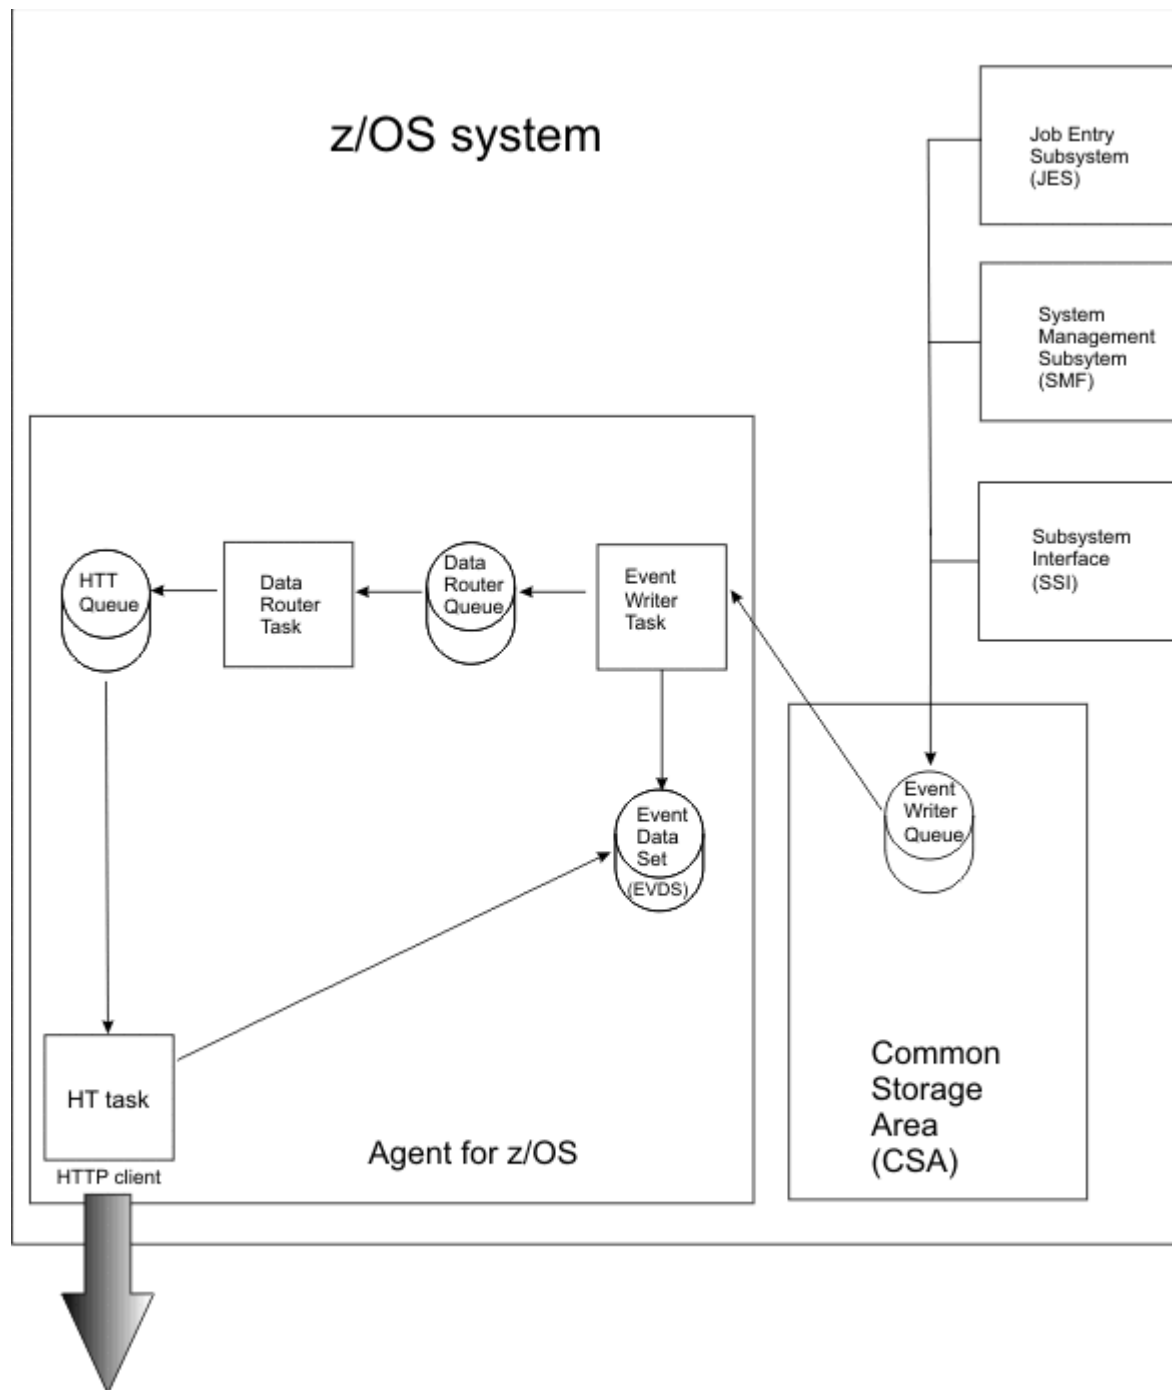 z/OS system
Job Entry
Subsystem
(JES)
System
Management
Subsytem
(SMF)
Subsystem
Interface
(SSI)
HTT
Queue
Data
Router
Task
Data
Router
Queue
Event
Writer
Task
Event
Data
Set
(EVDS)
Event
Writer
Queue
HT task
HTTP client
Agent for z/OS
Common
Storage
Area
(CSA)